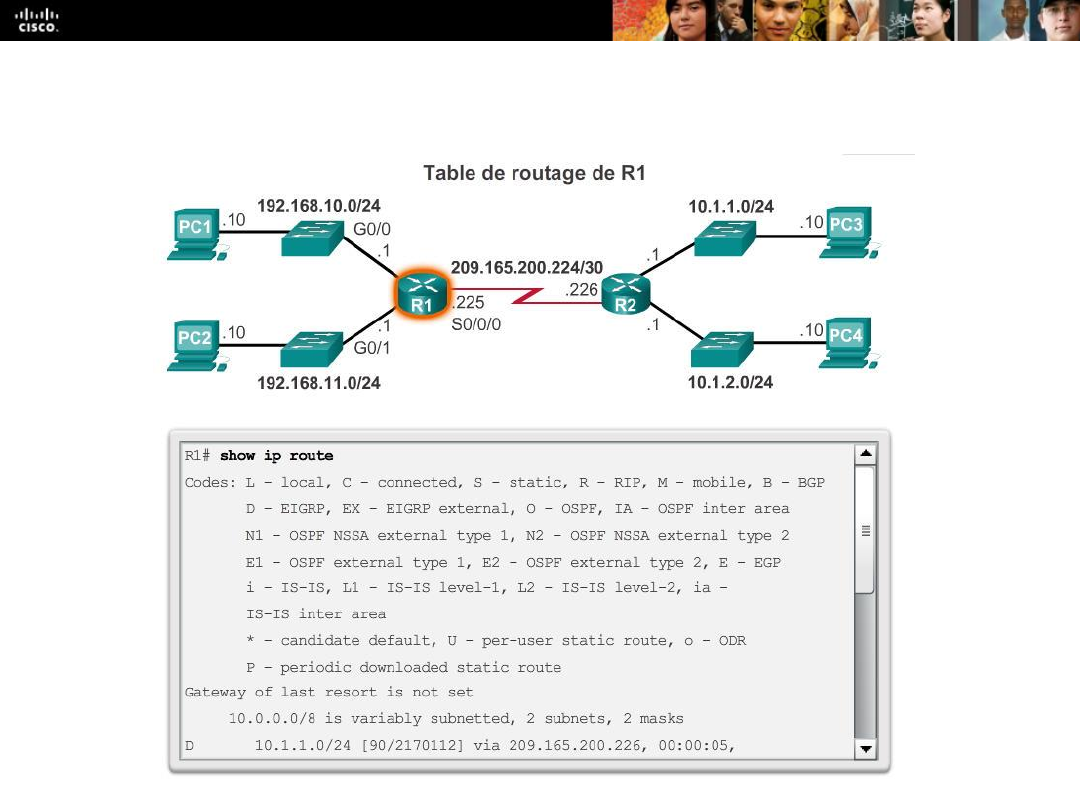 cisco.
Table de routage de R1
192.168.10.0/24
10.1.1.0/24
PC1
.10
G0/0
.10
PC3
.1
.1
209.165.200.224/30
.226
R1
.225
R2
S0/0/0
PC2
.10
.1
.1
.10
PC4
G0/1
192.168.11.0/24
10.1.2.0/24
R1# show ip route
Codes: L - local, C - connected, S - static, R - RIP, M - mobile, B - BGP
D - EIGRP, EX - EIGRP external, O - OSPF, IA - OSPF inter area
N1 - OSPF NSSA external type 1, N2 - OSPF NSSA external type 2
E1 - OSPF external type 1, E2 - OSPF external type 2, E - EGP
i - IS-IS, L1 - IS-IS level-1, L2 - IS-IS level-2, ia -
IS-IS inter area
* - candidate default, U - per-user static route, o - ODR
P - periodic downloaded static route
Gateway of last resort is not set
10.0.0.0/8 is variably subnetted, 2 subnets, 2 masks
D 10.1.1.0/24 [90/2170112] via 209.165.200.226, 00:00:05,